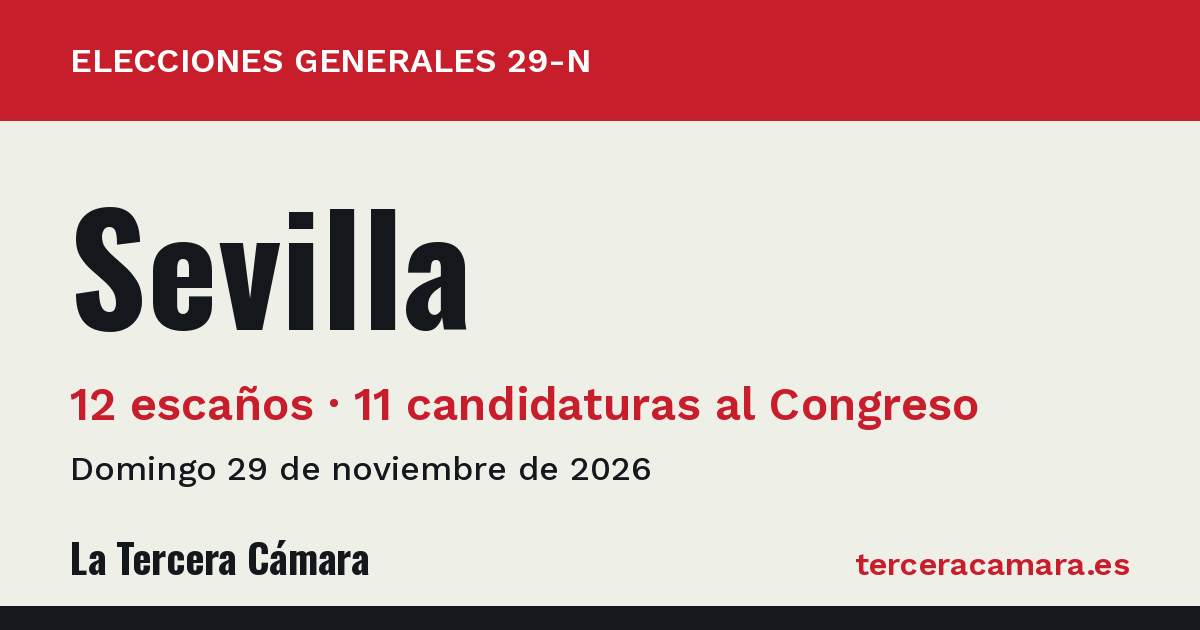 ELECCIONES GENERALES 29-N
Sevilla
12 escaños · 11 candidaturas al Congreso
Domingo 29 de noviembre de 2026
La Tercera Cámara
terceracamara.es